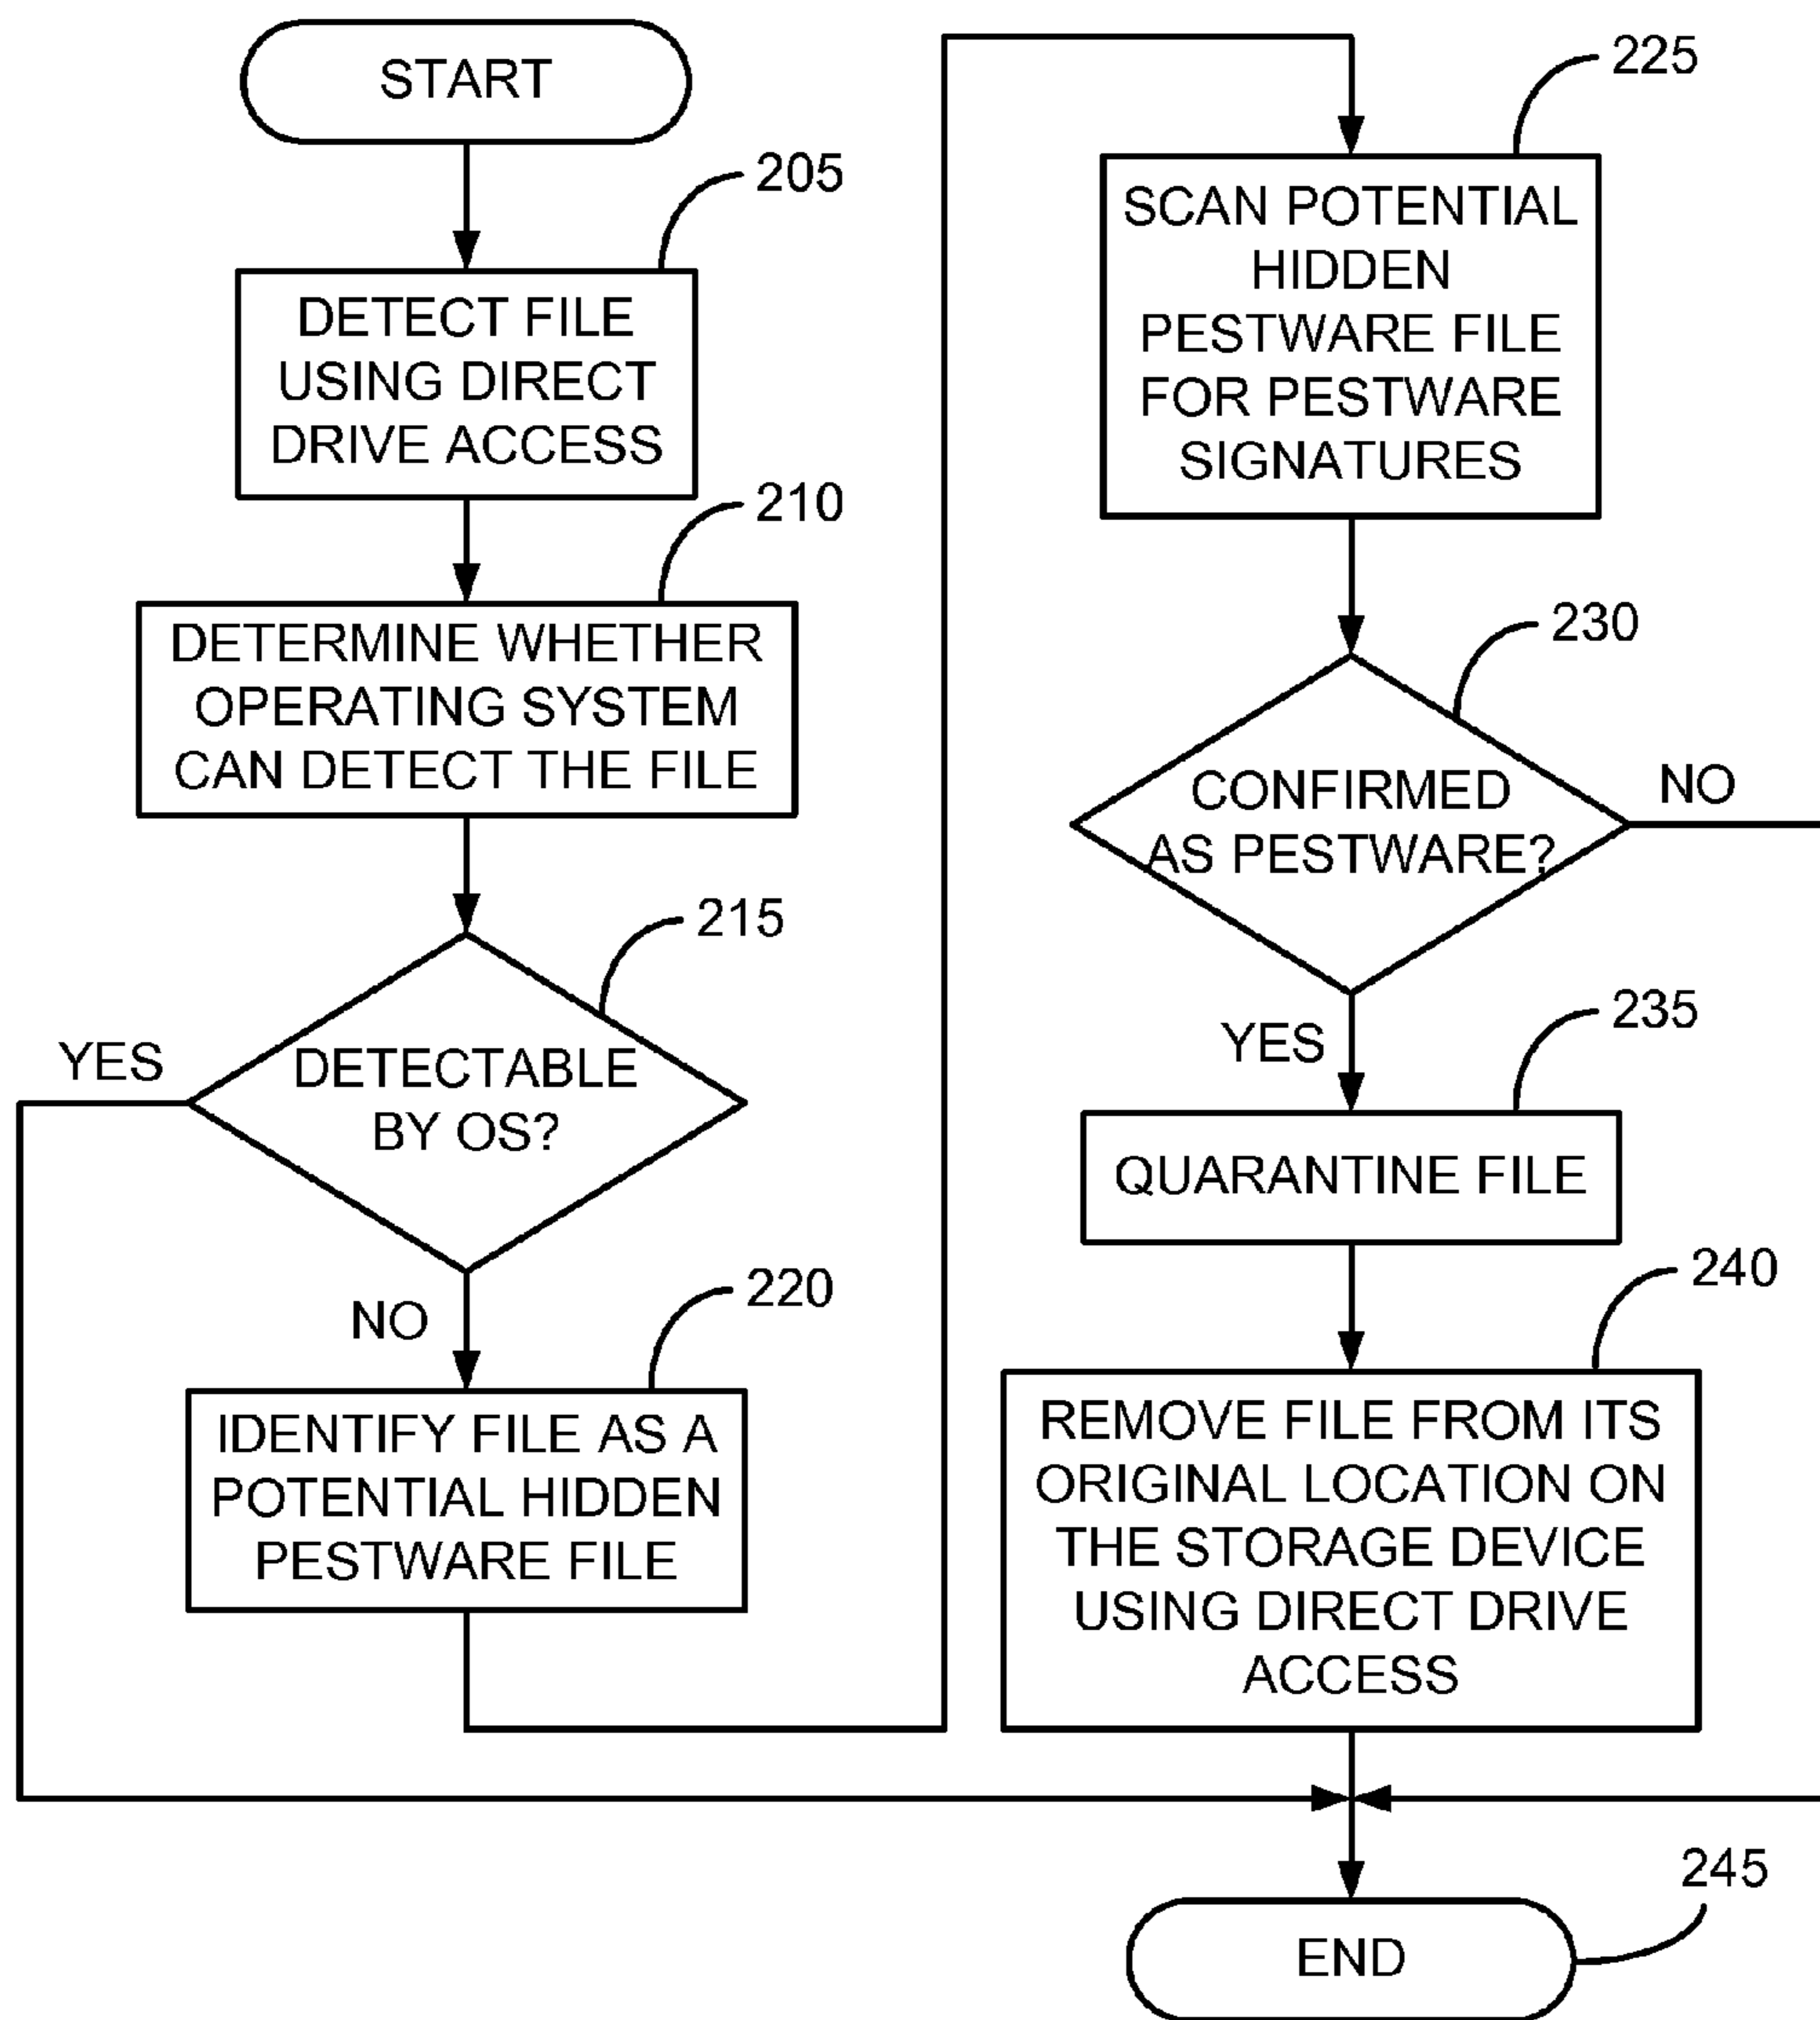 START
205
DETECT FILE
USING DIRECT
DRIVE ACCESS
210
DETERMINE WHETHER
OPERATING SYSTEM
CAN DETECT THE FILE
215
YES
DETECTABLE
BY OS?
NO
220
IDENTIFY FILE AS A
POTENTIAL HIDDEN
PESTWARE FILE
225
SCAN POTENTIAL
HIDDEN
PESTWARE FILE
FOR PESTWARE
SIGNATURES
230
NO
CONFIRMED
AS PESTWARE?
YES
235
QUARANTINE FILE
240
REMOVE FILE FROM ITS
ORIGINAL LOCATION ON
THE STORAGE DEVICE
USING DIRECT DRIVE
ACCESS
245
END